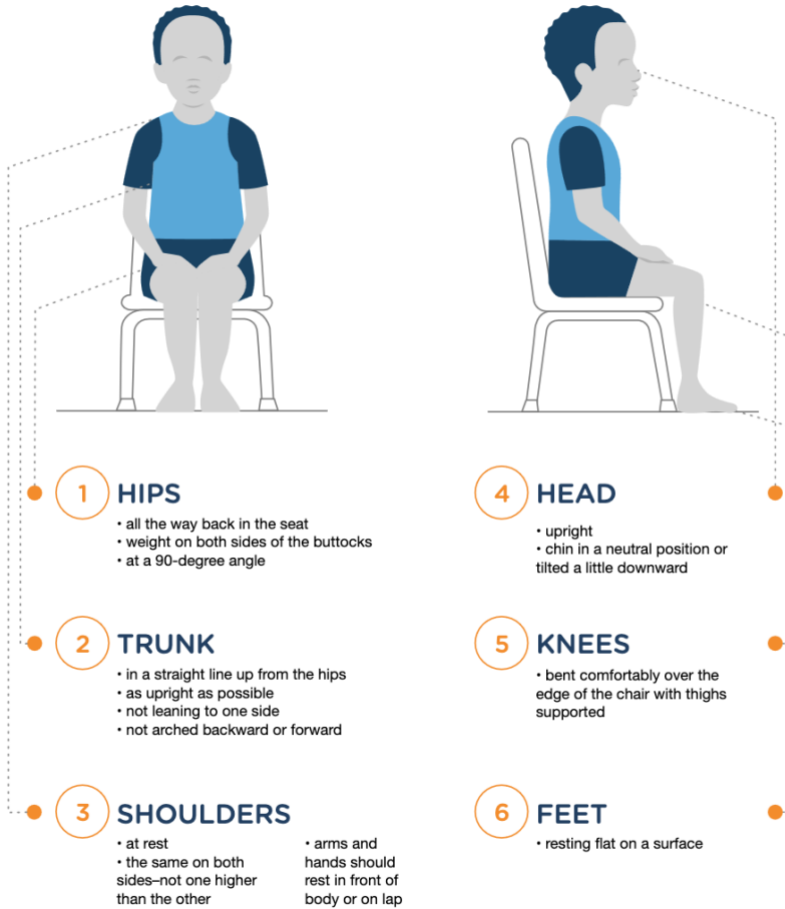 1 HIPS
• all the way back in the seat
• weight on both sides of the buttocks
• at a 90-degree angle
2 TRUNK
• in a straight line up from the hips
• as upright as possible
• not leaning to one side
• not arched backward or forward
3 SHOULDERS
• at rest
• the same on both
sides–not one higher
than the other
• arms and
hands should
rest in front of
body or on lap
4 HEAD
• upright
• chin in a neutral position or
tilted a little downward
5 KNEES
• bent comfortably over the
edge of the chair with thighs
supported
6 FEET
• resting flat on a surface